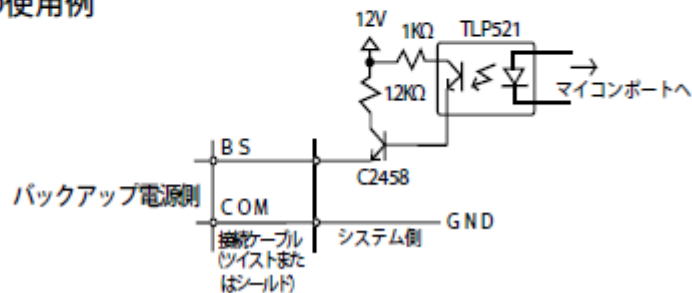 使用例
12V
1KΩ
TLP521
12KΩ
マイコンポートへ
BS
C2458
バックアップ電源側
COM
GND
接続ケーブル
(ツイストまた
はシールド)
システム側